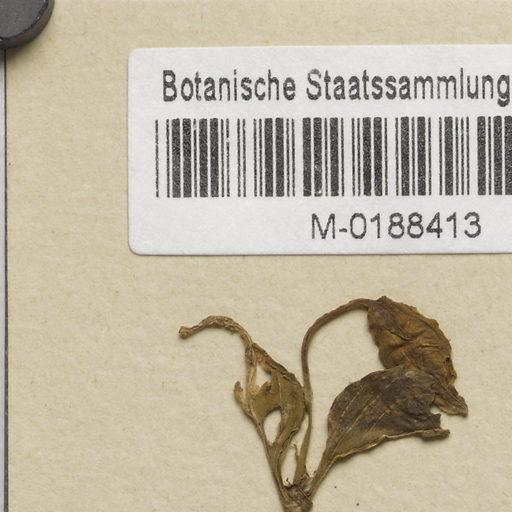 Botanische Staatssammlung
M-0188413